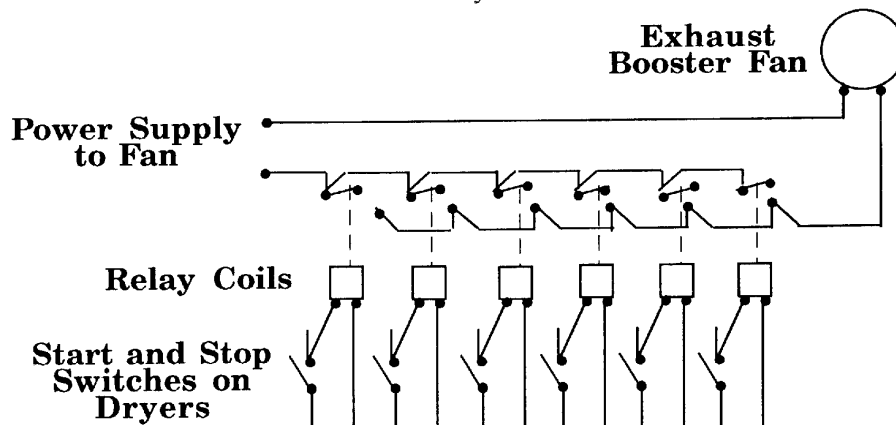 Exhaust
Booster Fan
Power Supply
to Fan
Relay Coils
Start and Stop
Switches on
Dryers